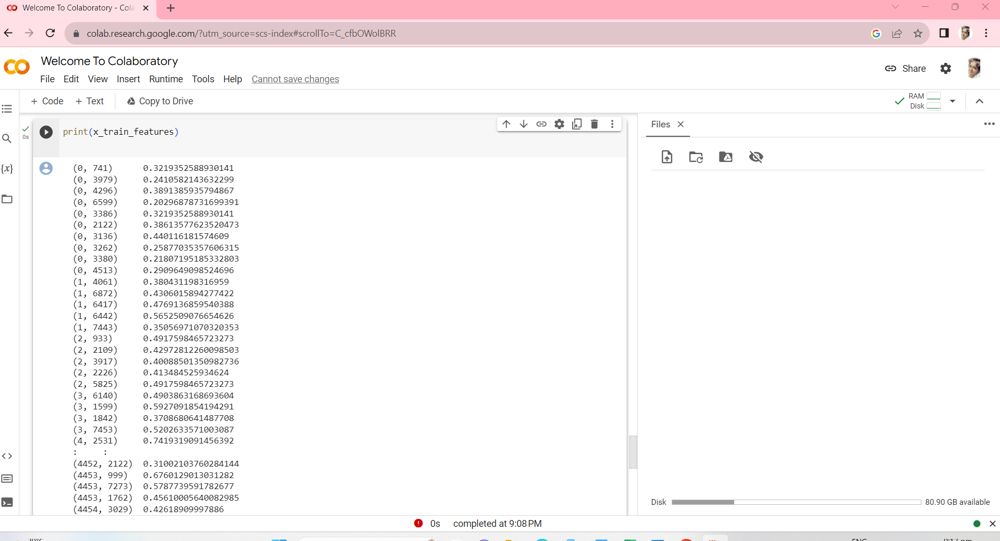 Welcome To Colaboratory - Cola
colab.research.google.com/?utm_source=scs-index#scrollTo=C_cfbOWolBRR
Welcome To Colaboratory
File Edit View Insert Runtime Tools Help Cannot save changes
Share
+ Code + Text Copy to Drive
RAM
Disk
Files
0s
print(x_train_features)
{x}
(0, 741) 0.3219352588930141
(0, 3979) 0.2410582143632299
(0, 4296) 0.3891385935794867
(0, 6599) 0.20296878731699391
(0, 3386) 0.3219352588930141
(0, 2122) 0.38613577623520473
(0, 3136) 0.440116181574609
(0, 3262) 0.25877035357606315
(0, 3380) 0.21807195185332803
(0, 4513) 0.2909649098524696
(1, 4061) 0.380431198316959
(1, 6872) 0.4306015894277422
(1, 6417) 0.4769136859540388
(1, 6442) 0.5652509076654626
(1, 7443) 0.35056971070320353
(2, 933) 0.4917598465723273
(2, 2109) 0.42972812260098503
(2, 3917) 0.40088501350982736
(2, 2226) 0.413484525934624
(2, 5825) 0.4917598465723273
(3, 6140) 0.4903863168693604
(3, 1599) 0.5927091854194291
(3, 1842) 0.3708680641487708
(3, 7453) 0.5202633571003087
(4, 2531) 0.7419319091456392
: :
(4452, 2122) 0.31002103760284144
(4453, 999) 0.6760129013031282
(4453, 7273) 0.5787739591782677
(4453, 1762) 0.45610005640082985
(4454, 3029) 0.42618909997886
Disk 80.90 GB available
0s completed at 9:08 PM